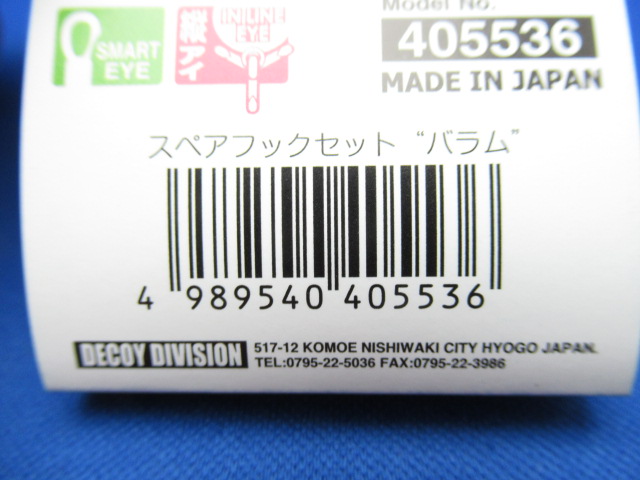 Model No.
SMART
EYE
縦アイ
INLINE
EYE
405536
MADE IN JAPAN
スペアフックセット “バラム”
4 989540 405536
DECOY DIVISION
517-12 KOMOE NISHIWAKI CITY HYOGO JAPAN.
TEL:0795-22-5036 FAX:0795-22-3986